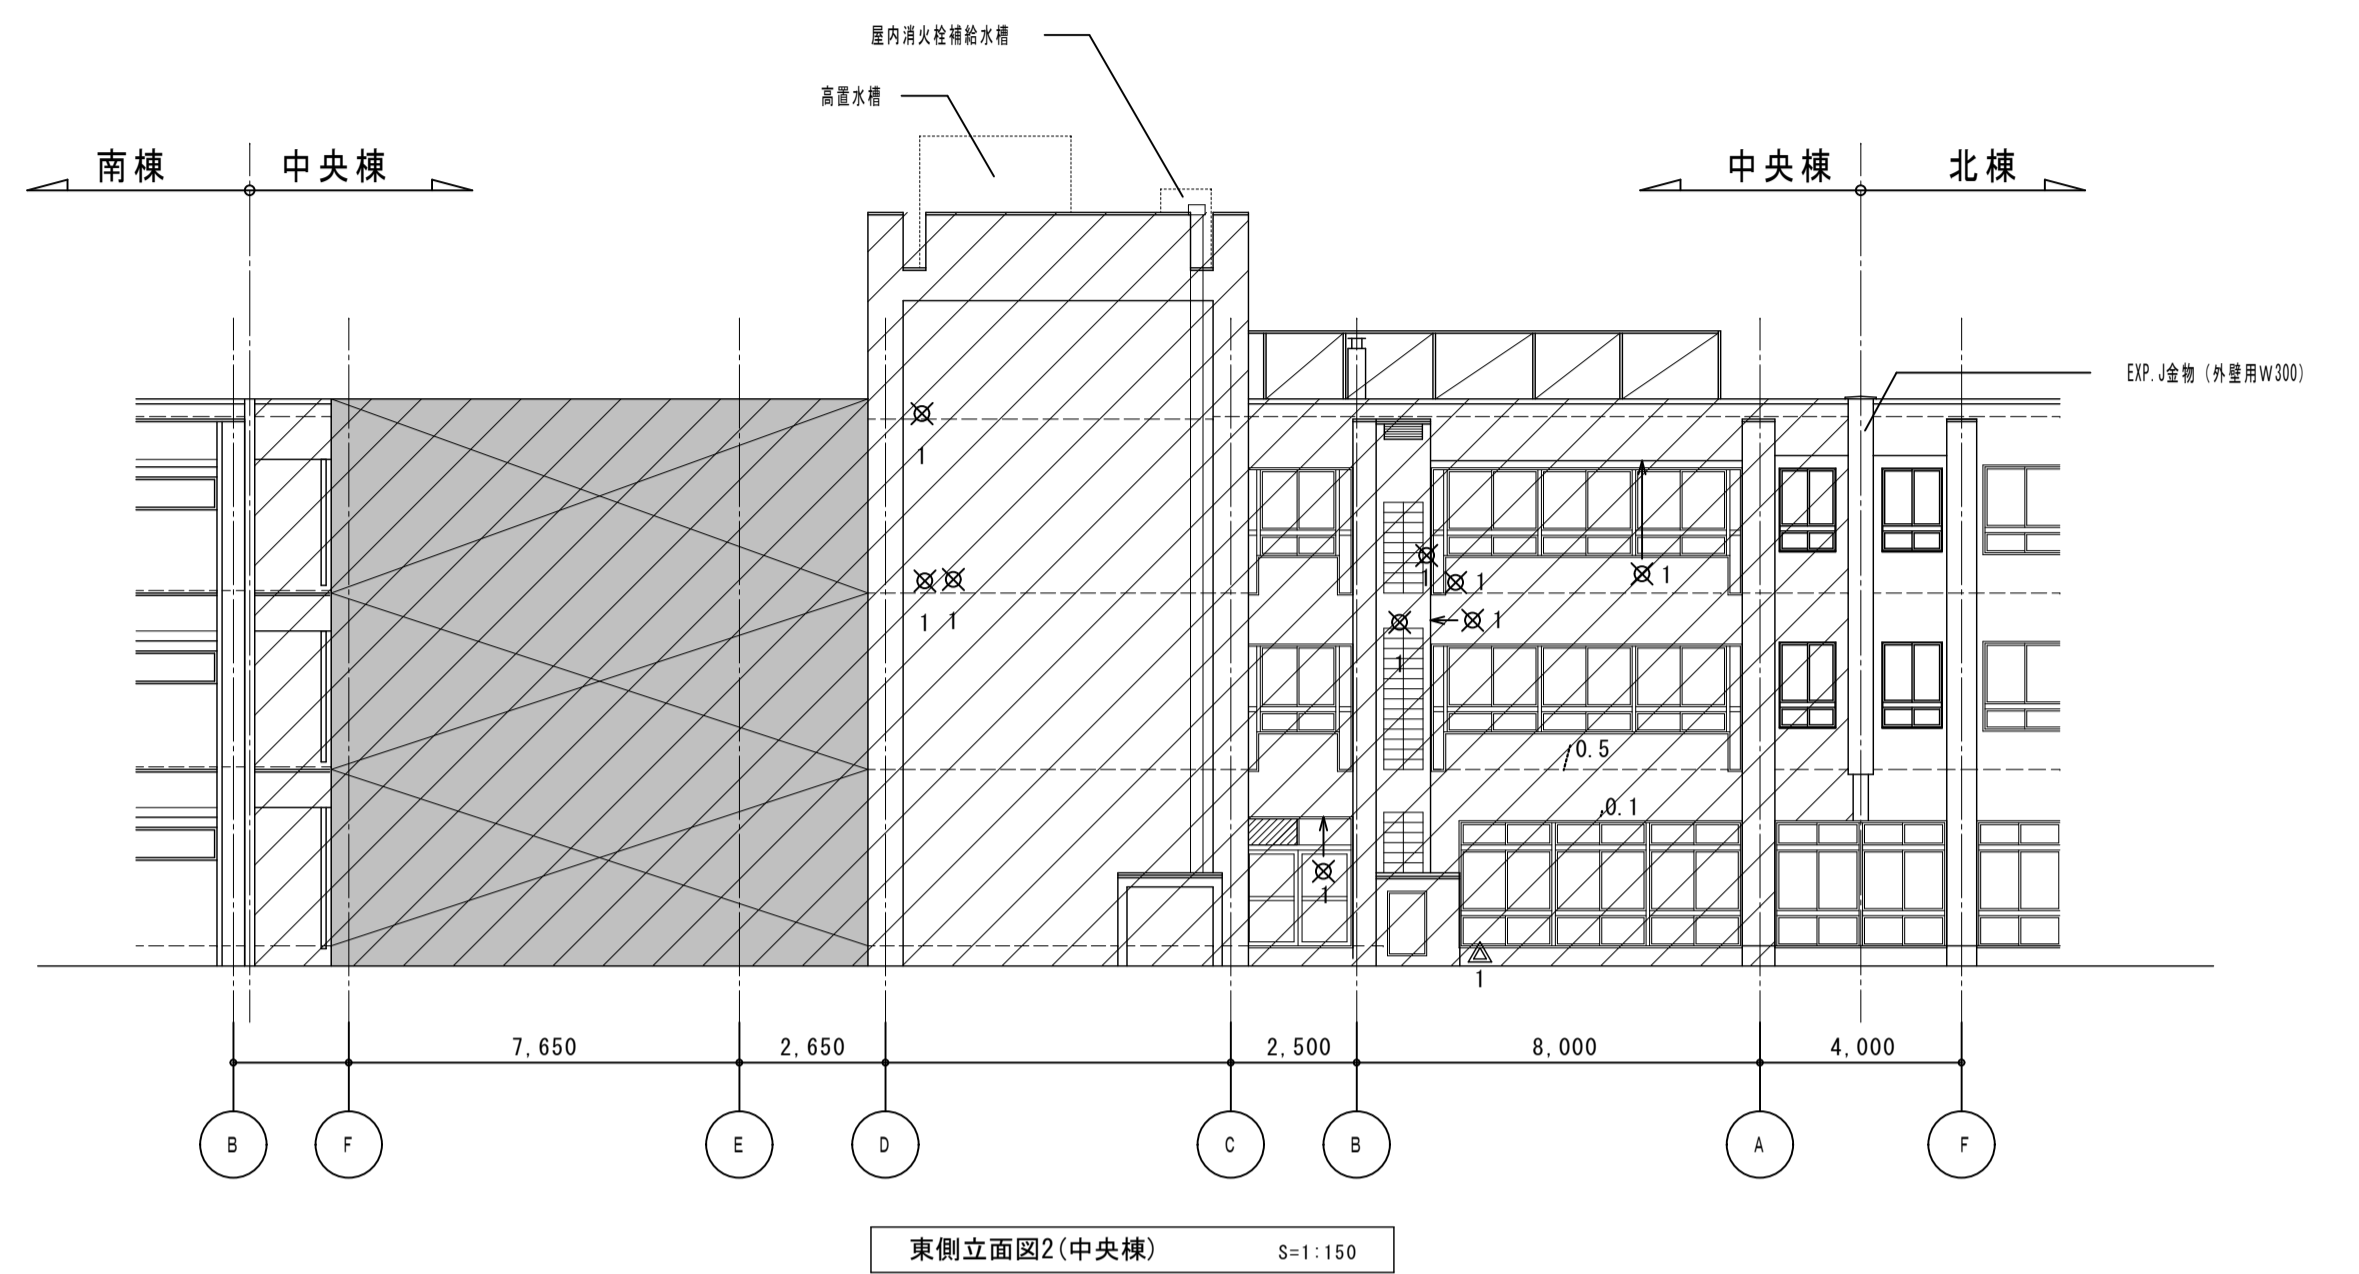 屋内消火栓補給水槽
高置水槽
南棟 中央棟
中央棟 北棟
EXP.J金物（外壁用W300）
1
1 1
1
1
1
1
1
0.5
0.1
1
1
7,650 2,650 2,500 8,000 4,000
B F E D C B A F
東側立面図2(中央棟) S=1:150